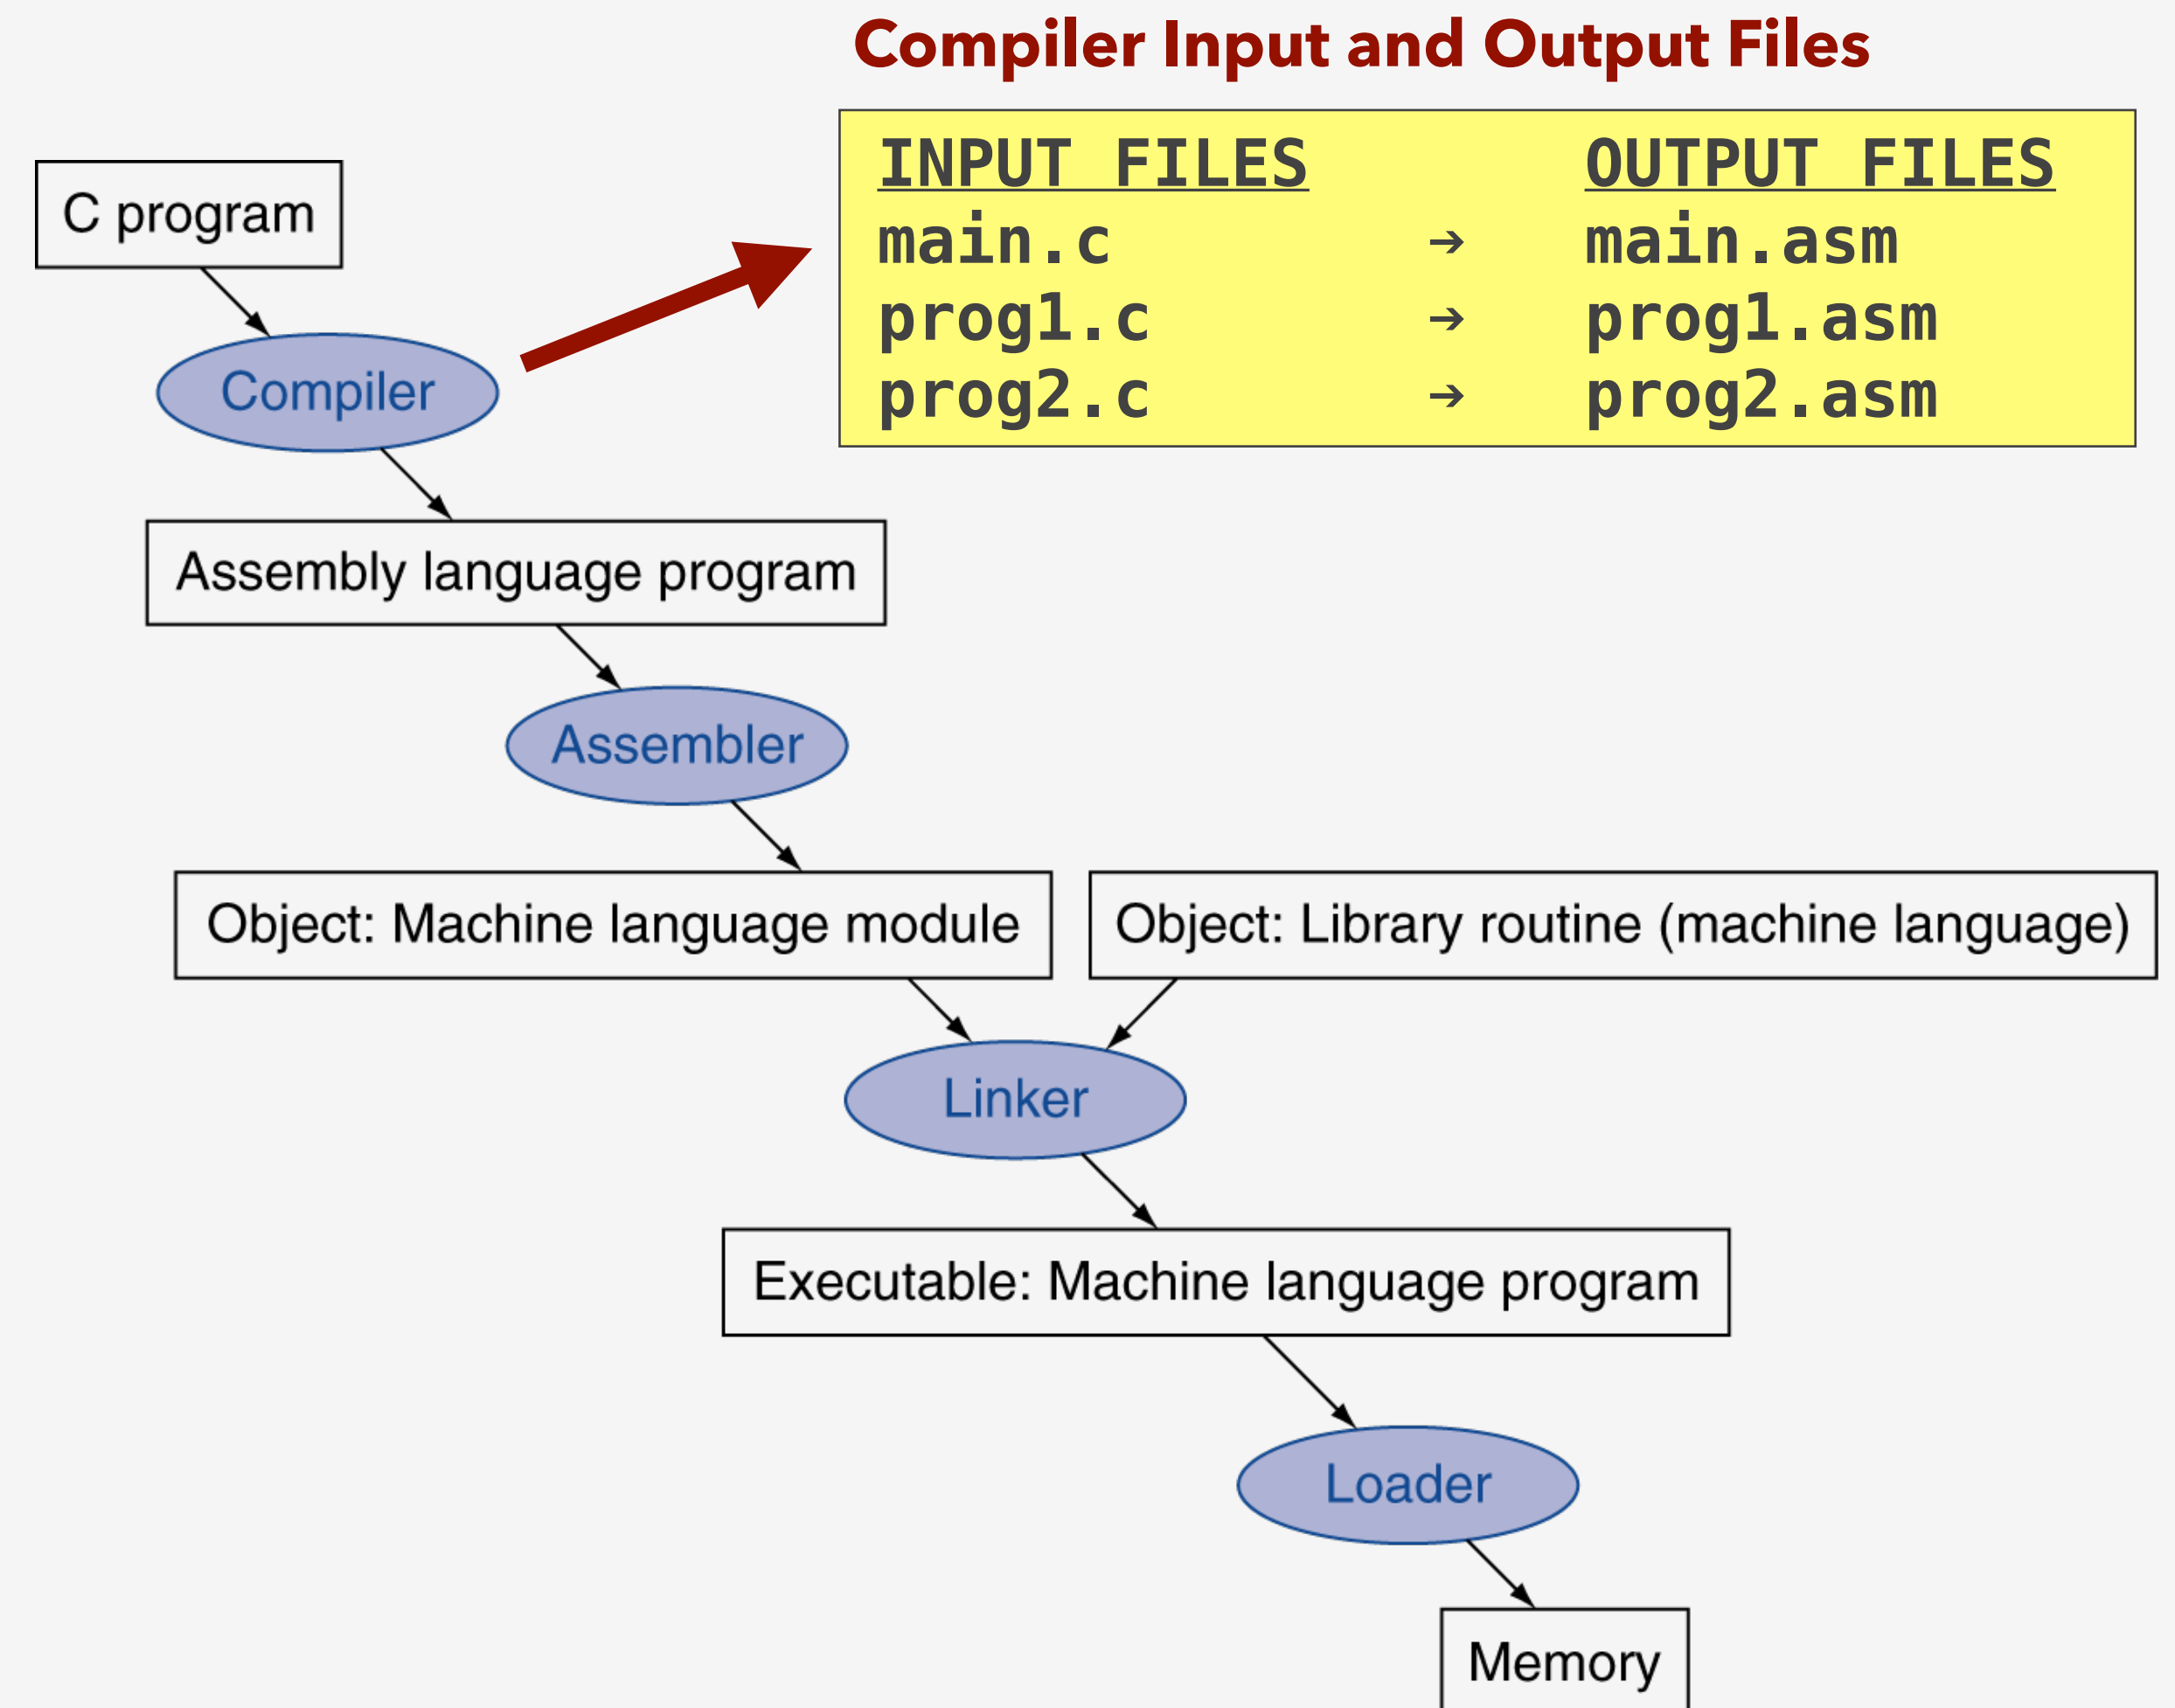 Compiler Input and Output Files
INPUT FILES OUTPUT FILES
main.c → main.asm
prog1.c → prog1.asm
prog2.c → prog2.asm
C program
Compiler
Assembly language program
Assembler
Object: Machine language module
Object: Library routine (machine language)
Linker
Executable: Machine language program
Loader
Memory